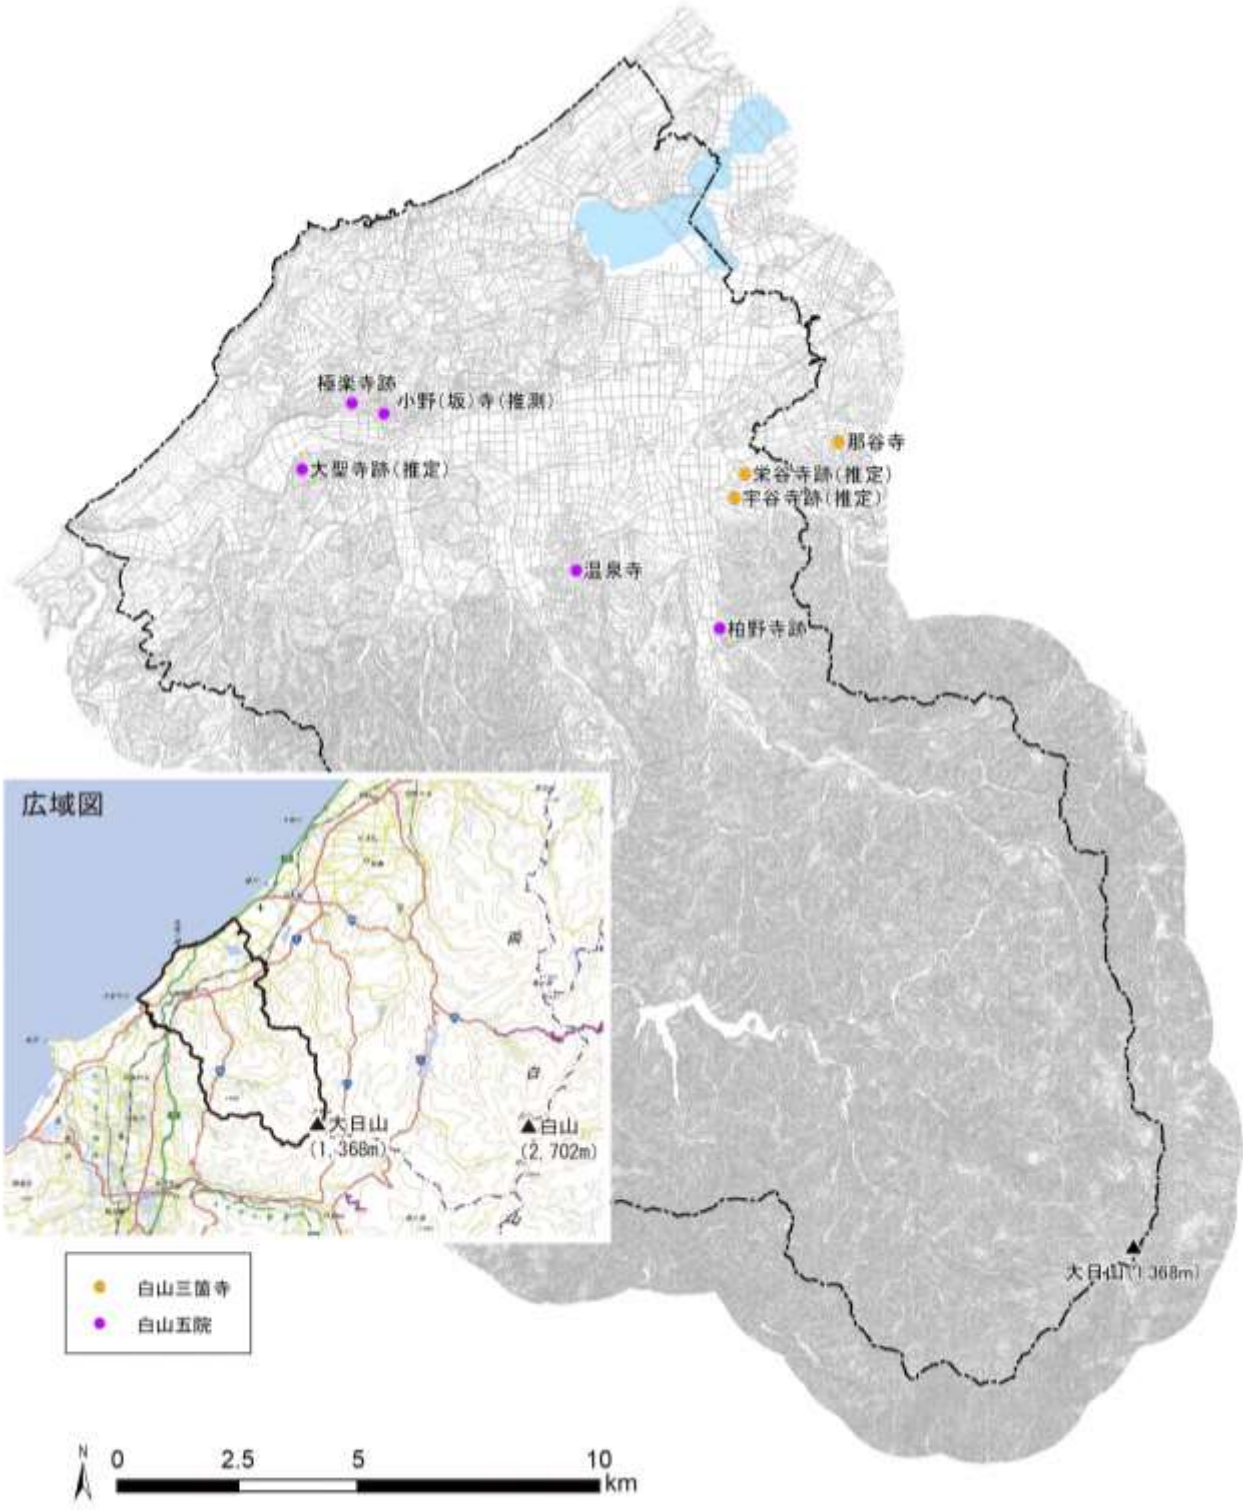 極楽寺跡
小野(坂)寺(推測)
大聖寺跡(推定)
那谷寺
栄谷寺跡(推定)
宇谷寺跡(推定)
温泉寺
柏野寺跡
広域図
大日山
(1,368m)
白山
(2,702m)
両
白
山
大日山(1,368m)
白山三箇寺
白山五院
N
0 2.5 5 10
km